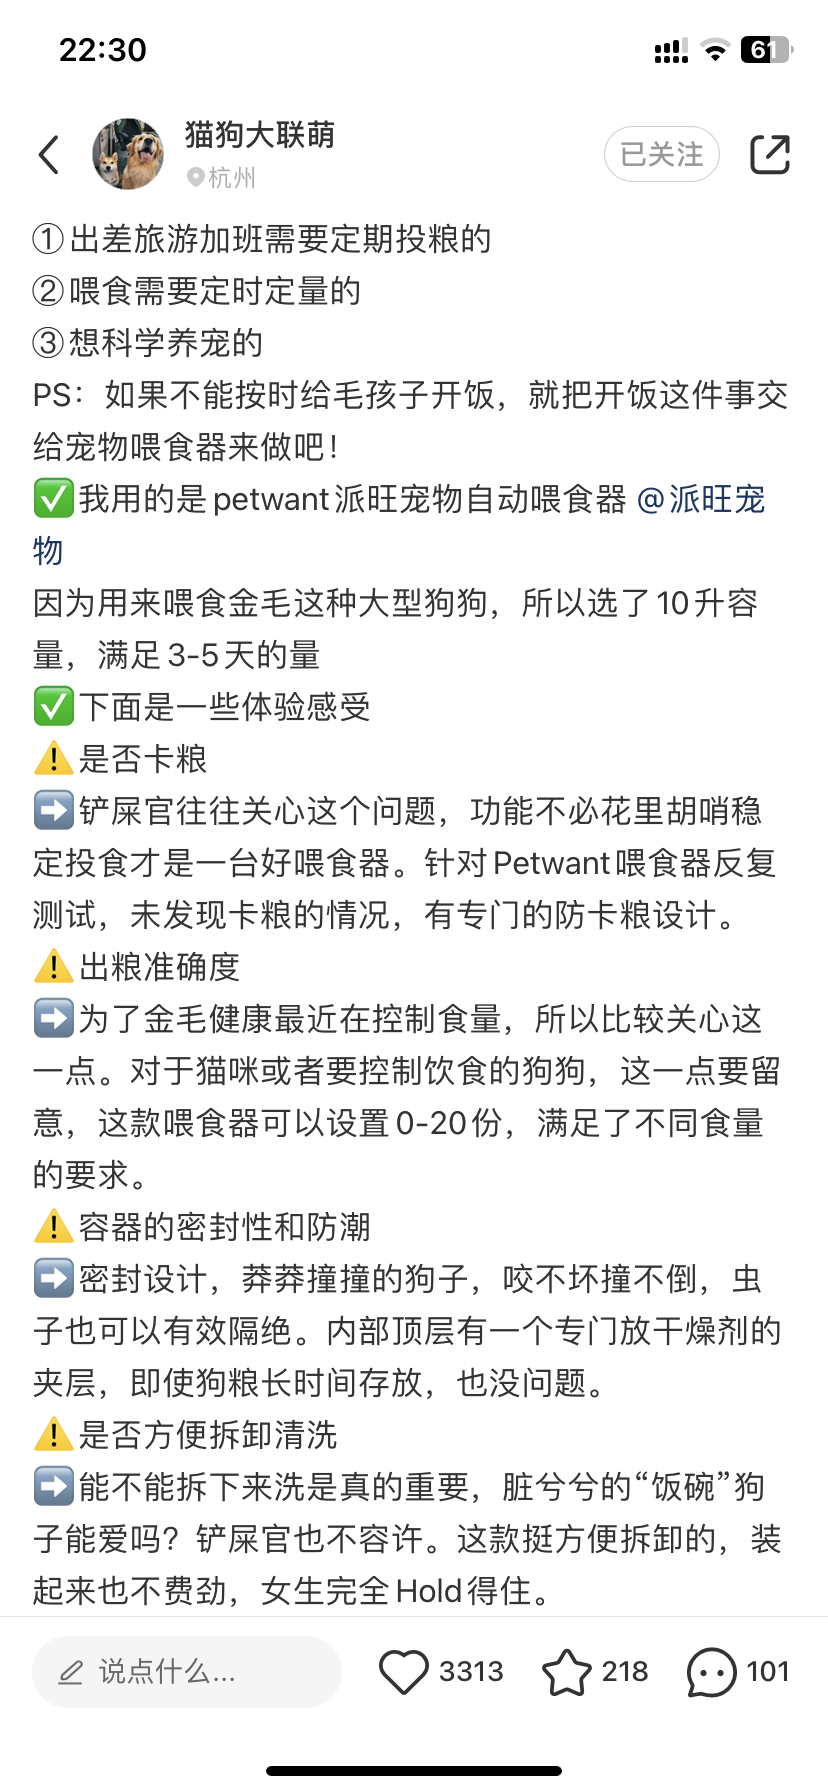 22:30
61
猫狗大联萌
杭州
已关注
①出差旅游加班需要定期投粮的
②喂食需要定时定量的
③想科学养宠的
PS：如果不能按时给毛孩子开饭，就把开饭这件事交
给宠物喂食器来做吧！
✅我用的是petwant派旺宠物自动喂食器 @派旺宠
物
因为用来喂食金毛这种大型狗狗，所以选了10升容
量，满足3-5天的量
✅下面是一些体验感受
⚠️是否卡粮
➡️铲屎官往往关心这个问题，功能不必花里胡哨稳
定投食才是一台好喂食器。针对Petwant喂食器反复
测试，未发现卡粮的情况，有专门的防卡粮设计。
⚠️出粮准确度
➡️为了金毛健康最近在控制食量，所以比较关心这
一点。对于猫咪或者要控制饮食的狗狗，这一点要留
意，这款喂食器可以设置0-20份，满足了不同食量
的要求。
⚠️容器的密封性和防潮
➡️密封设计，莽莽撞撞的狗子，咬不坏撞不倒，虫
子也可以有效隔绝。内部顶层有一个专门放干燥剂的
夹层，即使狗粮长时间存放，也没问题。
⚠️是否方便拆卸清洗
➡️能不能拆下来洗是真的重要，脏兮兮的“饭碗”狗
子能爱吗？铲屎官也不容许。这款挺方便拆卸的，装
起来也不费劲，女生完全Hold得住。
说点什么...
3313
218
101